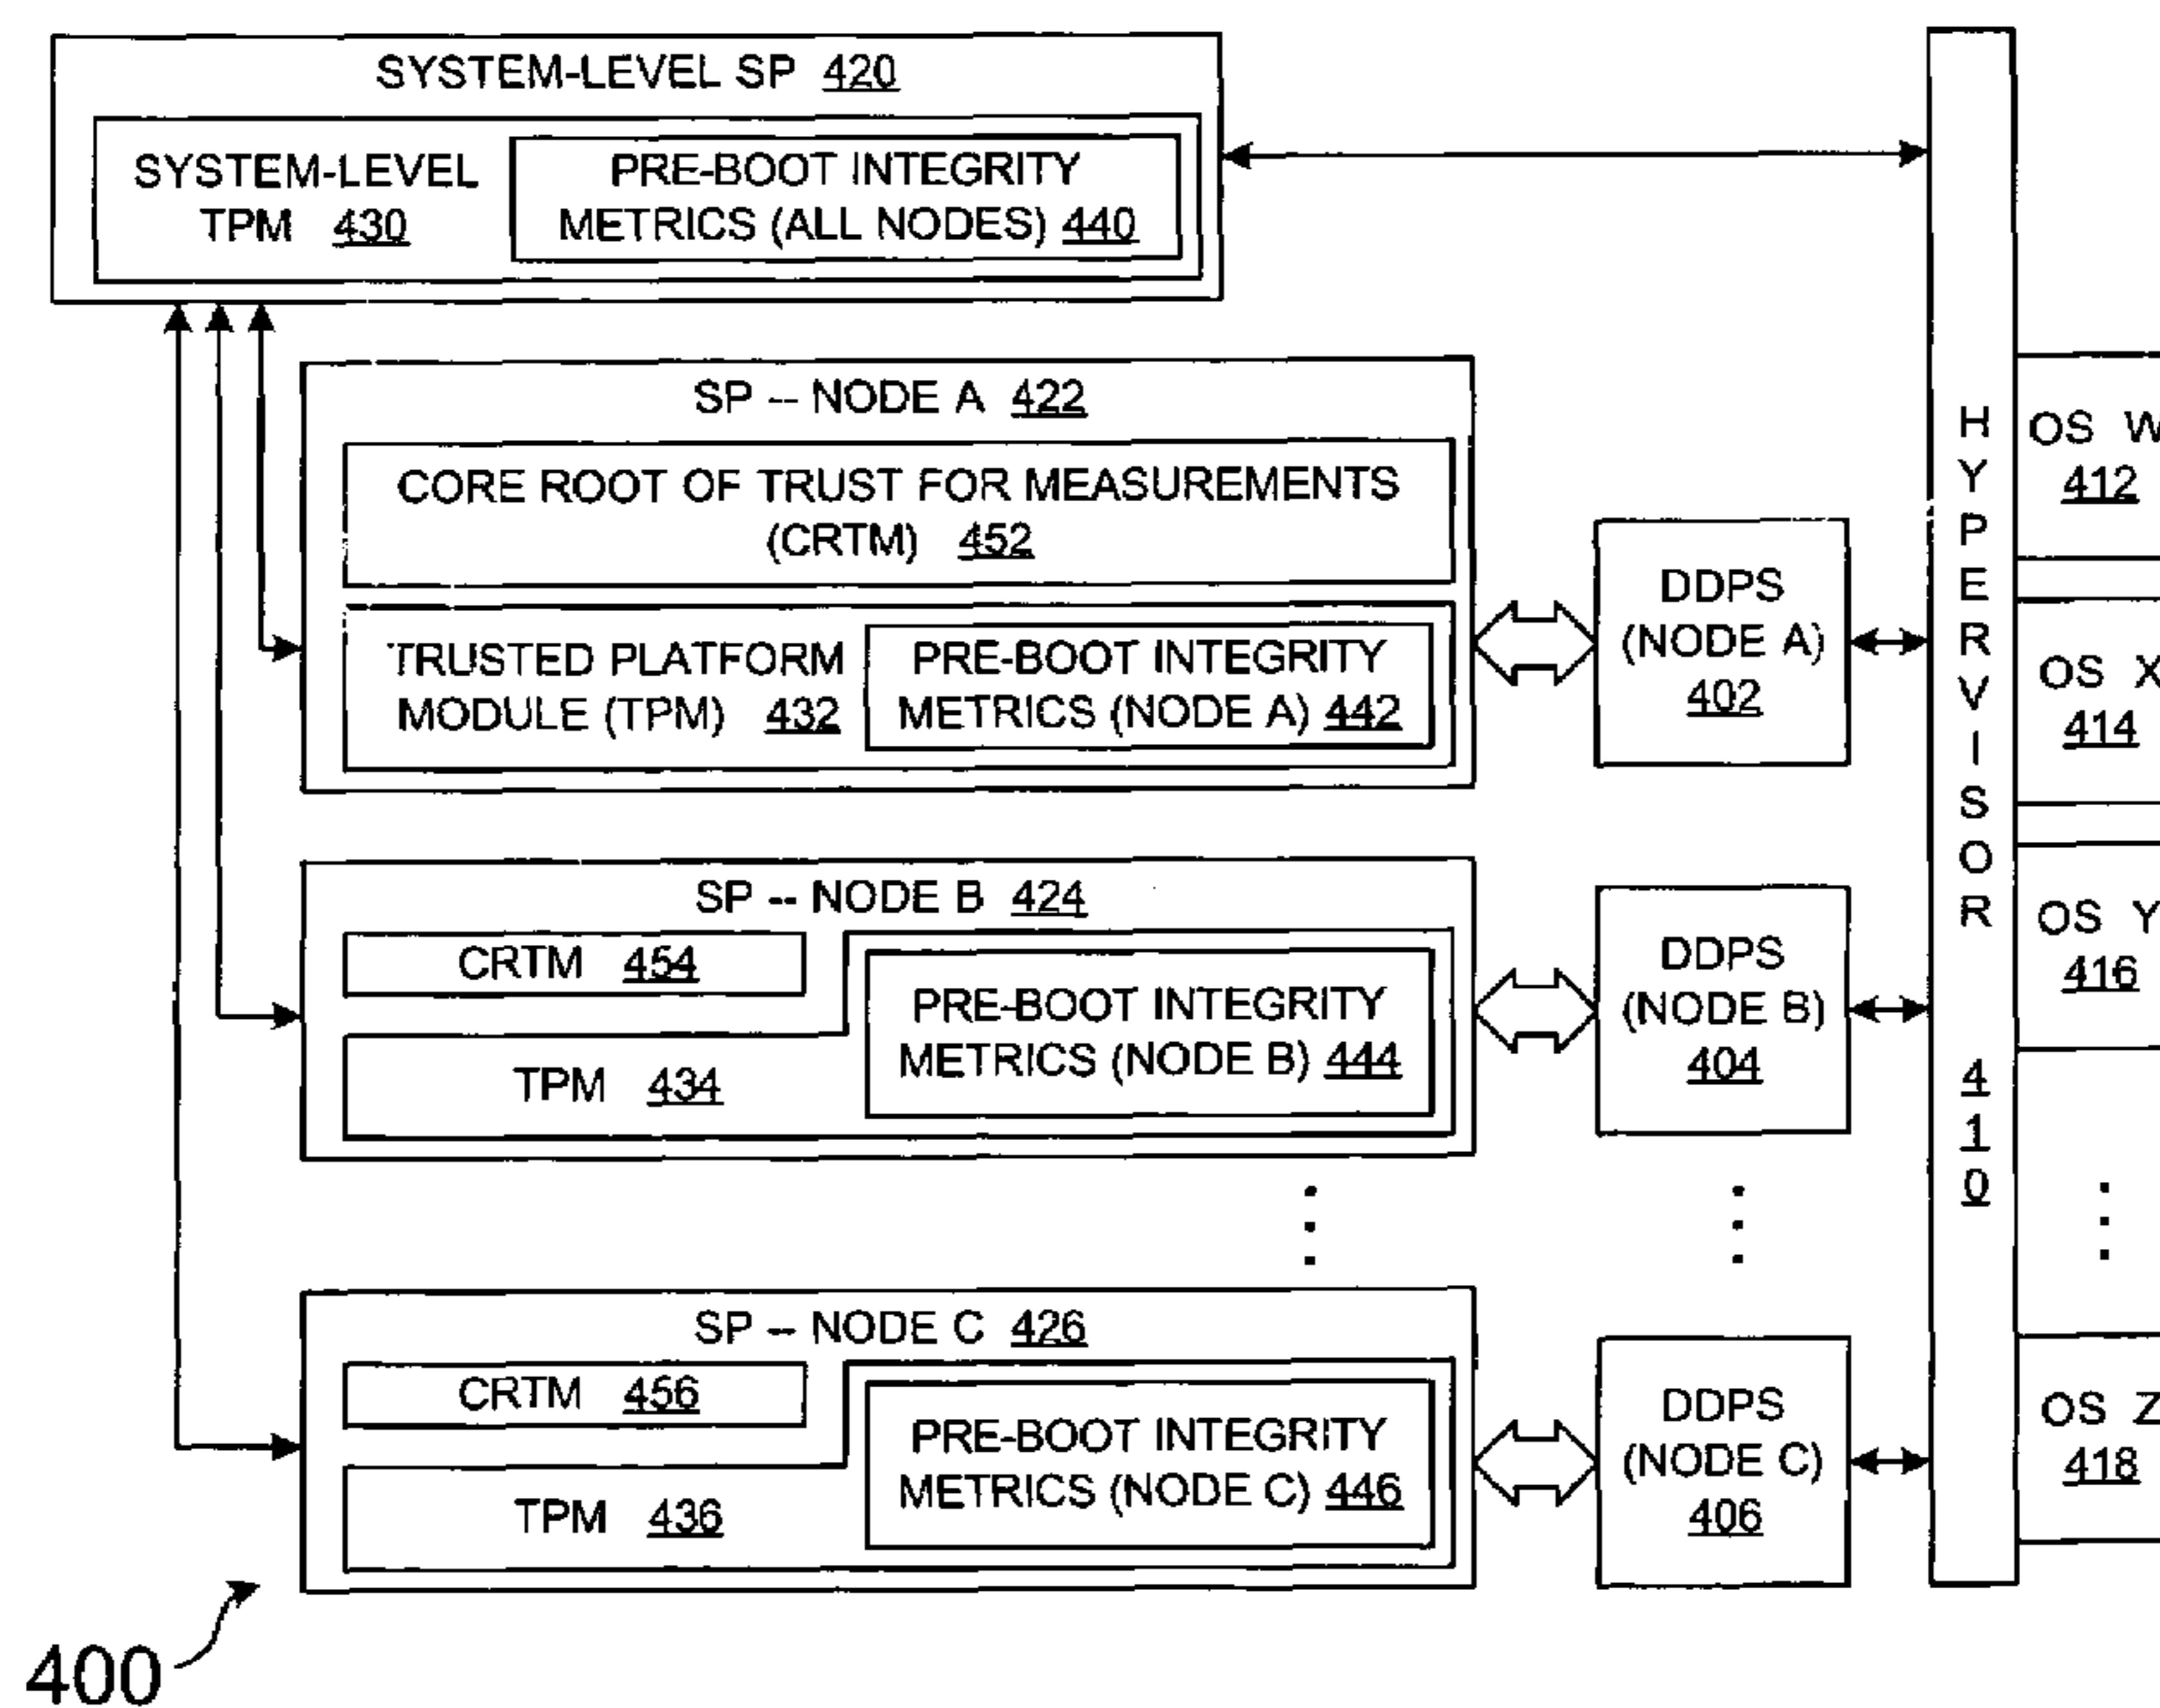 SYSTEM-LEVEL SP 420
SYSTEM-LEVEL
TPM 430
PRE-BOOT INTEGRITY
METRICS (ALL NODES) 440
SP -- NODE A 422
CORE ROOT OF TRUST FOR MEASUREMENTS
(CRTM) 452
TRUSTED PLATFORM
MODULE (TPM) 432
PRE-BOOT INTEGRITY
METRICS (NODE A) 442
DDPS
(NODE A)
402
SP -- NODE B 424
CRTM 454
TPM 434
PRE-BOOT INTEGRITY
METRICS (NODE B) 444
DDPS
(NODE B)
404
SP -- NODE C 426
CRTM 456
TPM 436
PRE-BOOT INTEGRITY
METRICS (NODE C) 446
DDPS
(NODE C)
406
HYPERVISOR 410
OS W
412
OS X
414
OS Y
416
OS Z
418
400